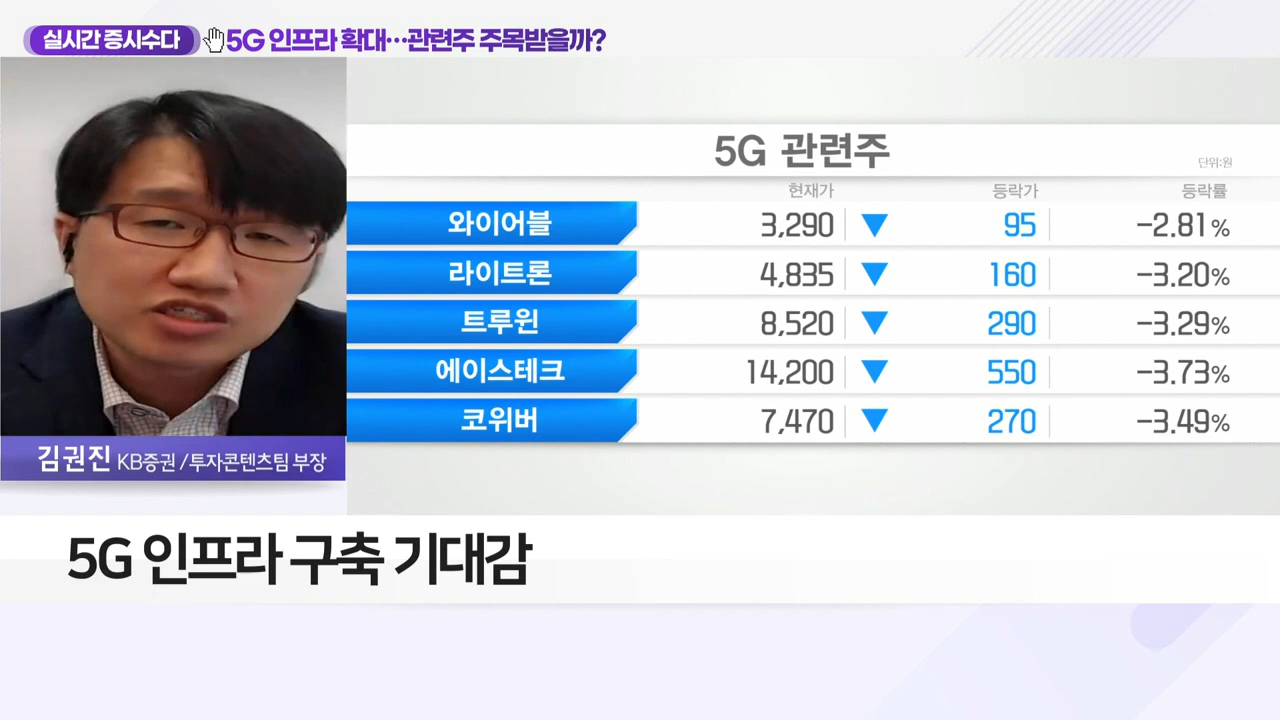 실시간 증시수다 5G 인프라 확대…관련주 주목받을까?
5G 관련주
단위:원
현재가 등락가 등락률
와이어블 3,290 ▼ 95 -2.81%
라이트론 4,835 ▼ 160 -3.20%
트루윈 8,520 ▼ 290 -3.29%
에이스테크 14,200 ▼ 550 -3.73%
코위버 7,470 ▼ 270 -3.49%
김권진 KB증권/투자콘텐츠팀 부장
5G 인프라 구축 기대감